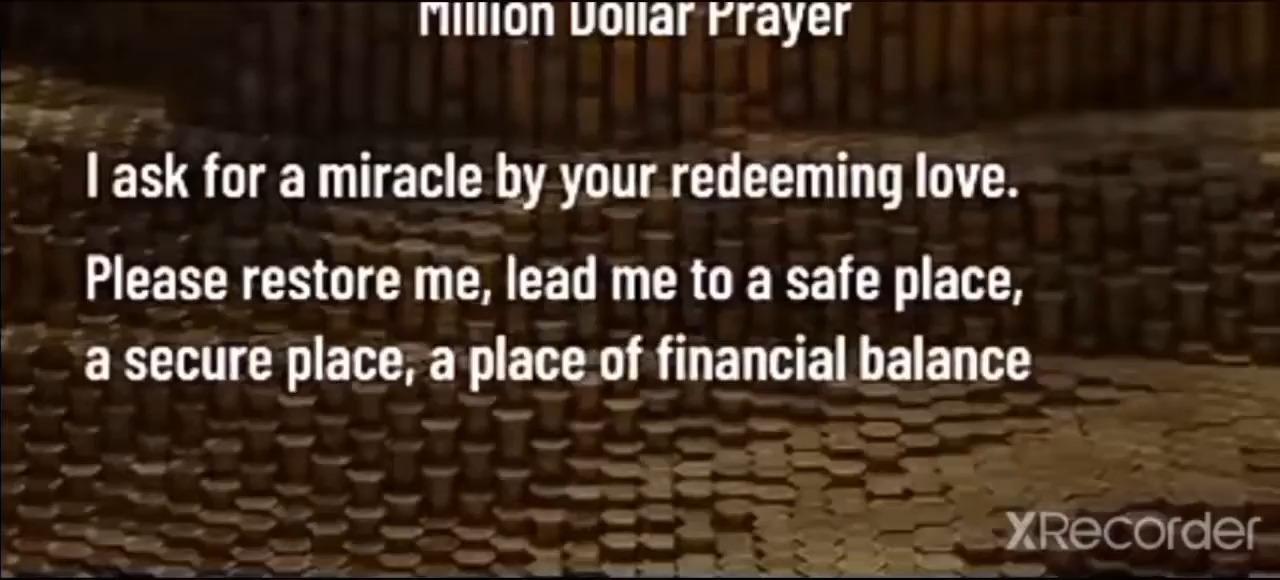 Million Dollar Prayer
I ask for a miracle by your redeeming love.
Please restore me, lead me to a safe place,
a secure place, a place of financial balance
XRecorder